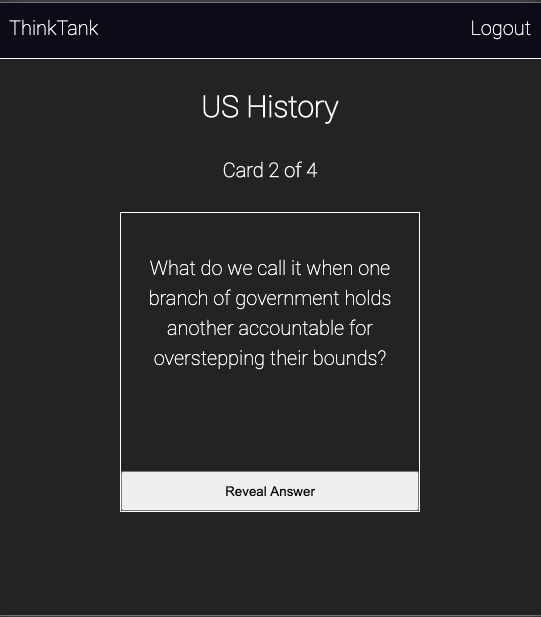 ThinkTank
Logout
US History
Card 2 of 4
What do we call it when one
branch of government holds
another accountable for
overstepping their bounds?
Reveal Answer